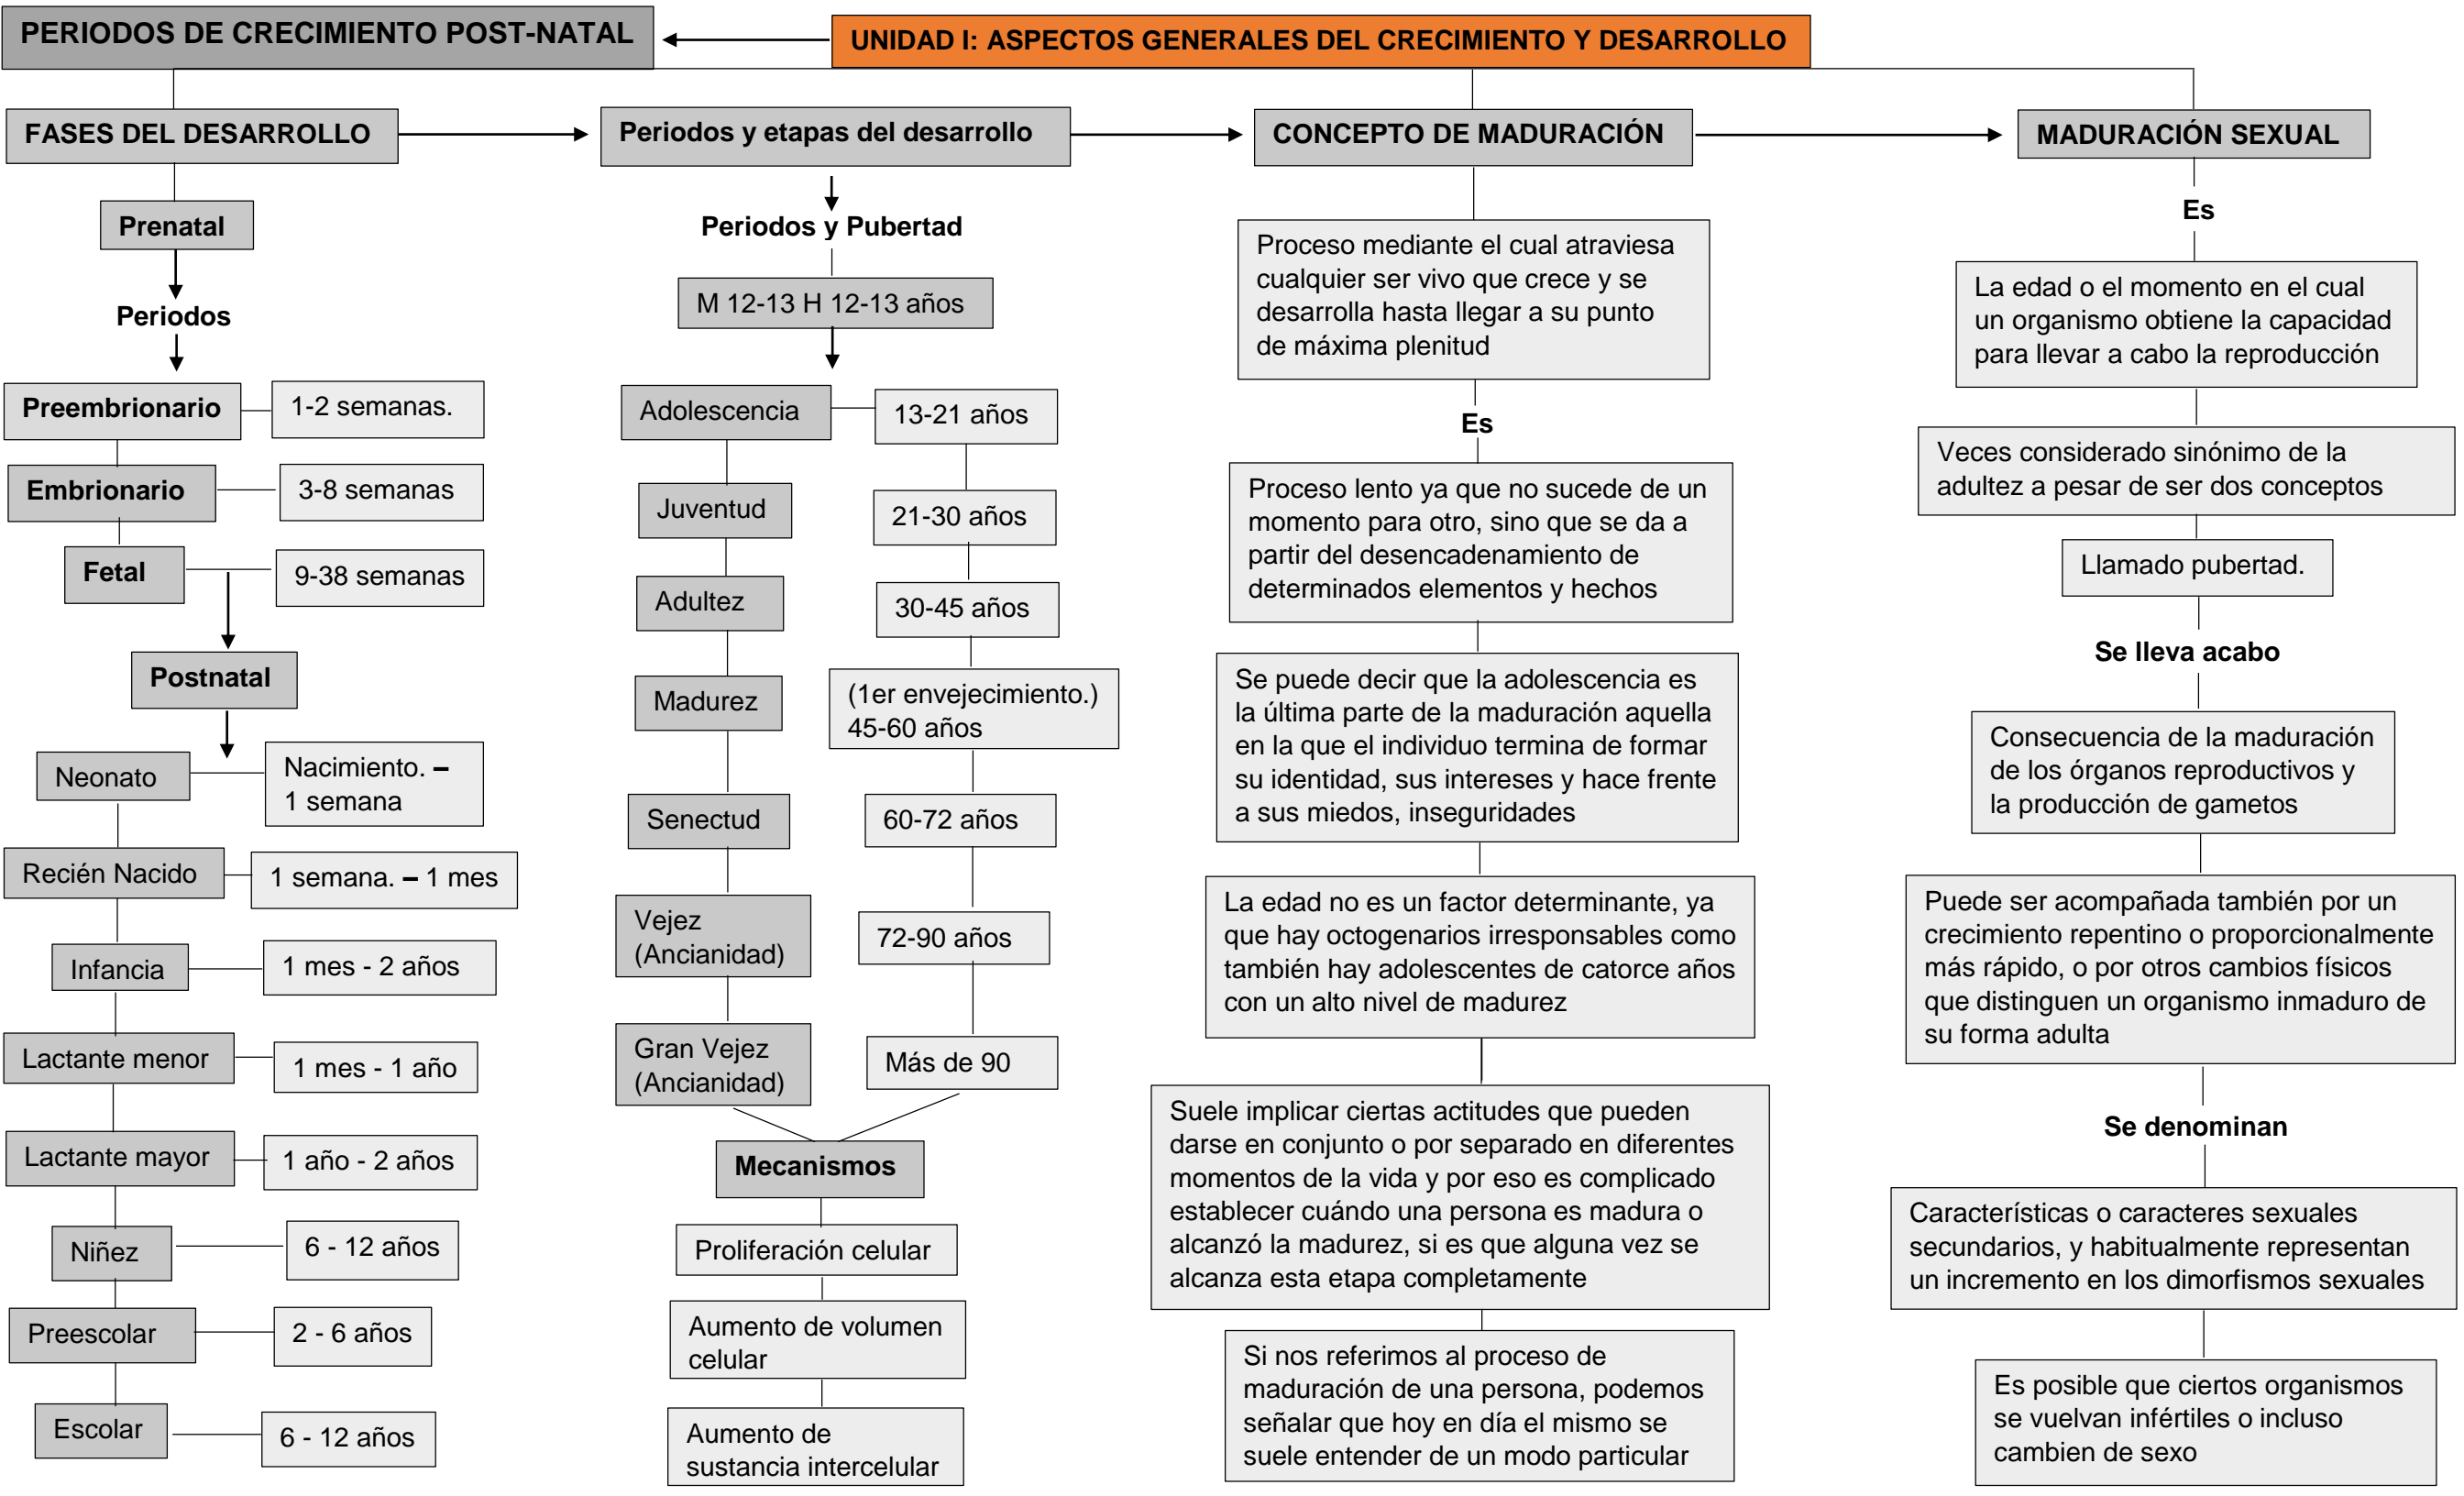 PERIODOS DE CRECIMIENTO POST-NATAL
UNIDAD I: ASPECTOS GENERALES DEL CRECIMIENTO Y DESARROLLO
FASES DEL DESARROLLO
Prenatal
Periodos
Preembrionario
1-2 semanas.
Embrionario
3-8 semanas
Fetal
9-38 semanas
Postnatal
Neonato
Nacimiento. –
1 semana
Recién Nacido
1 semana. – 1 mes
Infancia
1 mes - 2 años
Lactante menor
1 mes - 1 año
Lactante mayor
1 año - 2 años
Niñez
6 - 12 años
Preescolar
2 - 6 años
Escolar
6 - 12 años
Periodos y etapas del desarrollo
Periodos y Pubertad
M 12-13 H 12-13 años
Adolescencia
13-21 años
Juventud
21-30 años
Adultez
30-45 años
Madurez
(1er envejecimiento.)
45-60 años
Senectud
60-72 años
Vejez
(Ancianidad)
72-90 años
Gran Vejez
(Ancianidad)
Más de 90
Mecanismos
Proliferación celular
Aumento de volumen
celular
Aumento de
sustancia intercelular
CONCEPTO DE MADURACIÓN
Proceso mediante el cual atraviesa
cualquier ser vivo que crece y se
desarrolla hasta llegar a su punto
de máxima plenitud
Es
Proceso lento ya que no sucede de un
momento para otro, sino que se da a
partir del desencadenamiento de
determinados elementos y hechos
Se puede decir que la adolescencia es
la última parte de la maduración aquella
en la que el individuo termina de formar
su identidad, sus intereses y hace frente
a sus miedos, inseguridades
La edad no es un factor determinante, ya
que hay octogenarios irresponsables como
también hay adolescentes de catorce años
con un alto nivel de madurez
Suele implicar ciertas actitudes que pueden
darse en conjunto o por separado en diferentes
momentos de la vida y por eso es complicado
establecer cuándo una persona es madura o
alcanzó la madurez, si es que alguna vez se
alcanza esta etapa completamente
Si nos referimos al proceso de
maduración de una persona, podemos
señalar que hoy en día el mismo se
suele entender de un modo particular
MADURACIÓN SEXUAL
Es
La edad o el momento en el cual
un organismo obtiene la capacidad
para llevar a cabo la reproducción
Veces considerado sinónimo de la
adultez a pesar de ser dos conceptos
Llamado pubertad.
Se lleva acabo
Consecuencia de la maduración
de los órganos reproductivos y
la producción de gametos
Puede ser acompañada también por un
crecimiento repentino o proporcionalmente
más rápido, o por otros cambios físicos
que distinguen un organismo inmaduro de
su forma adulta
Se denominan
Características o caracteres sexuales
secundarios, y habitualmente representan
un incremento en los dimorfismos sexuales
Es posible que ciertos organismos
se vuelvan infértiles o incluso
cambien de sexo